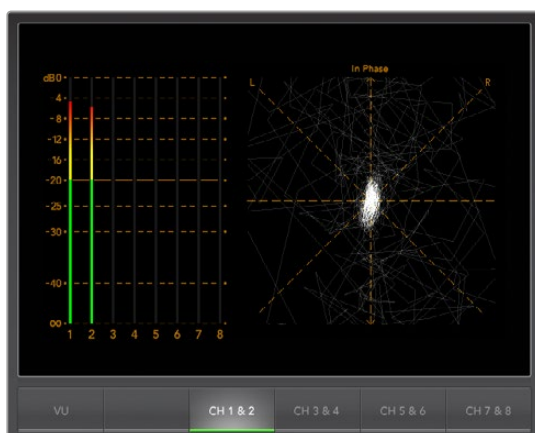 In Phase
dB0
-4
-8
-12
-16
-20
-25
-30
-40
00
L
R
1 2 3 4 5 6 7 8
VU
CH 1 & 2
CH 3 & 4
CH 5 & 6
CH 7 & 8